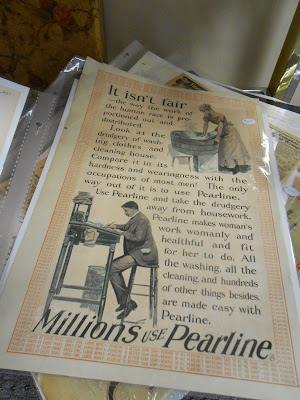 It isn't fair
—the way the work of
the human race is pro-
portioned out and
distributed.
Look at the
drudgery of wash-
ing clothes and
cleaning house.
Compare it in its
hardness and wearingness with the
occupations of most men! The only
way out of it is to use Pearline.
Use Pearline and take the drudgery
away from housework.
Pearline makes woman's
work womanly and
healthful and fit
for her to do. All
the washing, all the
cleaning, and hundreds
of other things besides,
are made easy with
Pearline.
Millions USE Pearline